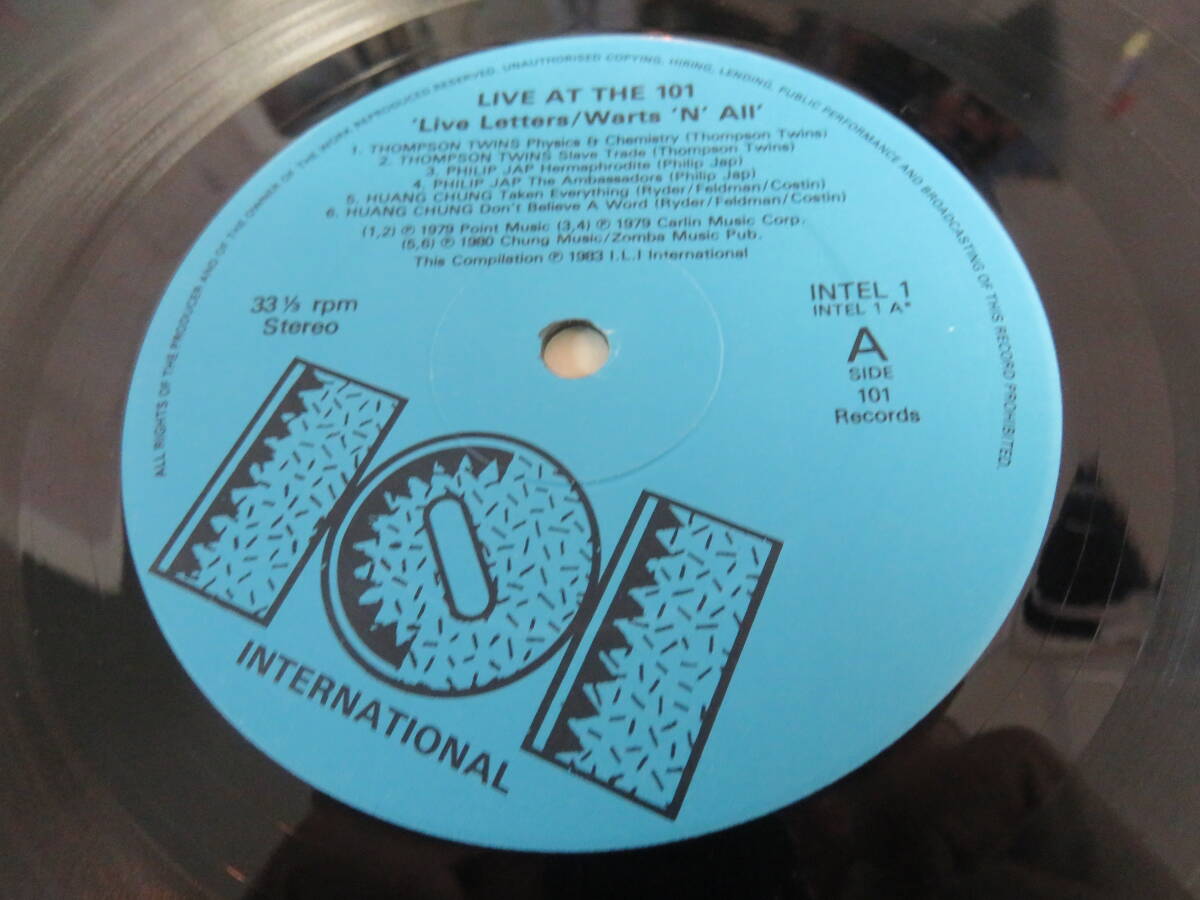 ALL RIGHTS OF THE PRODUCER AND OF THE OWNER OF THE WORK REPRODUCED RESERVED. UNAUTHORISED COPYING, HIRING, LENDING, PUBLIC PERFORMANCE AND BROADCASTING OF THIS RECORD PROHIBITED.
LIVE AT THE 101
'Live Letters/Warts 'N' All'
1. THOMPSON TWINS Physics & Chemistry (Thompson Twins)
2. THOMPSON TWINS Slave Trade (Thompson Twins)
3. PHILIP JAP Hermaphrodite (Philip Jap)
4. PHILIP JAP The Ambassadors (Philip Jap)
5. HUANG CHUNG Taken Everything (Ryder/Feldman/Costin)
6. HUANG CHUNG Don't Believe A Word (Ryder/Feldman/Costin)
(1,2) ℗ 1979 Point Music (3,4) ℗ 1979 Carlin Music Corp.
(5,6) ℗ 1980 Chung Music/Zomba Music Pub.
This Compilation ℗ 1983 I.L.I International
33⅓ rpm
Stereo
INTEL 1
INTEL 1 A*
A
SIDE
101
Records
101
INTERNATIONAL